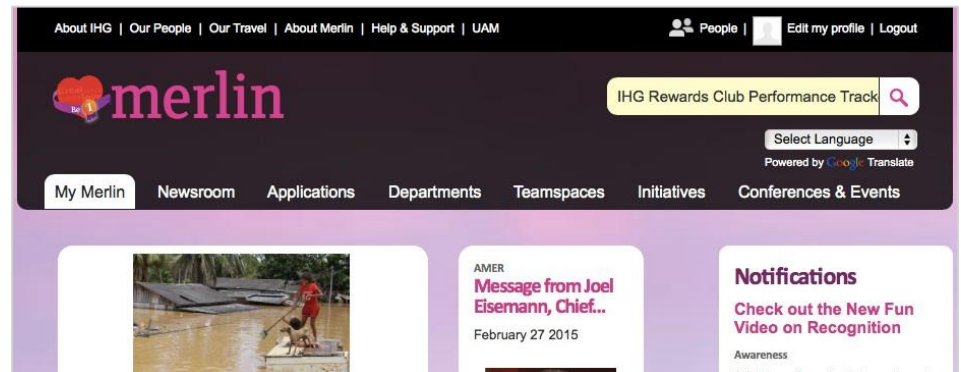 About IHG | Our People | Our Travel | About Merlin | Help & Support | UAM
People | Edit my profile | Logout
Be 1
merlin
IHG Rewards Club Performance Track
Select Language
Powered by Google Translate
My Merlin Newsroom Applications Departments Teamspaces Initiatives Conferences & Events
AMER
Message from Joel
Eisemann, Chief...
February 27 2015
Notifications
Check out the New Fun
Video on Recognition
Awareness